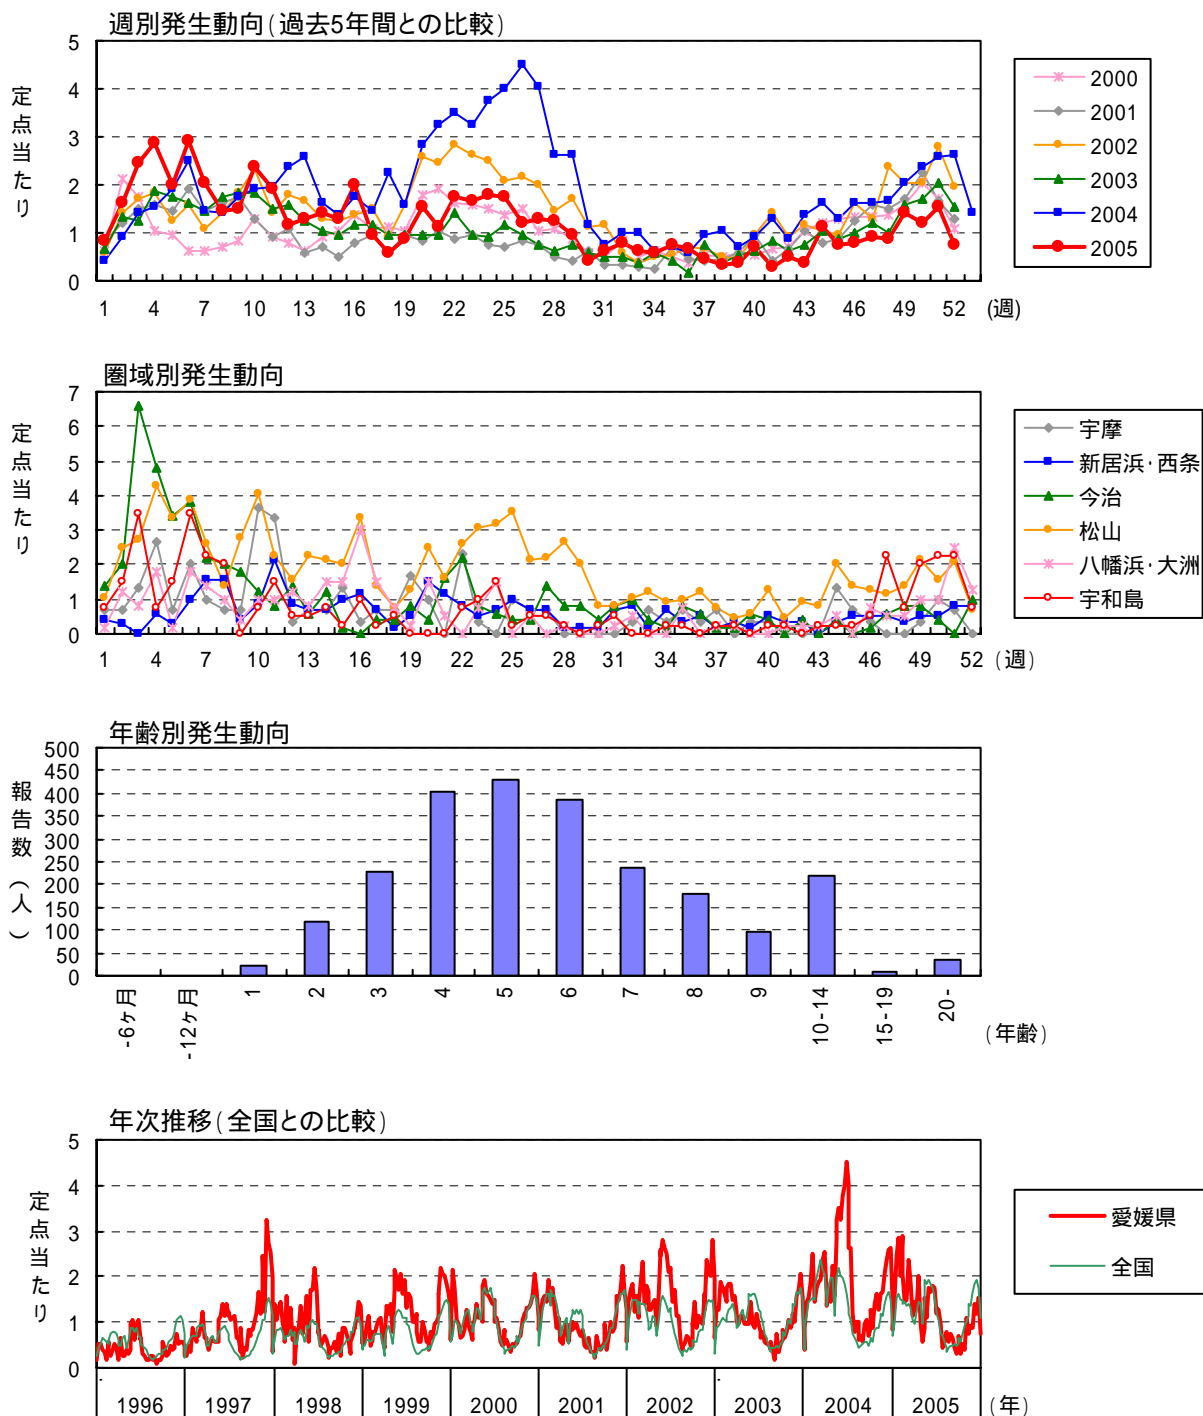 週別発生動向(過去5年間との比較)
定点当たり
5
4
3
2
1
0
1 4 7 10 13 16 19 22 25 28 31 34 37 40 43 46 49 52 (週)
2000
2001
2002
2003
2004
2005
圏域別発生動向
定点当たり
7
6
5
4
3
2
1
0
1 4 7 10 13 16 19 22 25 28 31 34 37 40 43 46 49 52 (週)
宇摩
新居浜・西条
今治
松山
八幡浜・大洲
宇和島
年齢別発生動向
報告数(人)
500
450
400
350
300
250
200
150
100
50
0
-6ヶ月 -12ヶ月 1 2 3 4 5 6 7 8 9 10-14 15-19 20-
(年齢)
年次推移(全国との比較)
定点当たり
5
4
3
2
1
0
1996 1997 1998 1999 2000 2001 2002 2003 2004 2005 (年)
愛媛県
全国